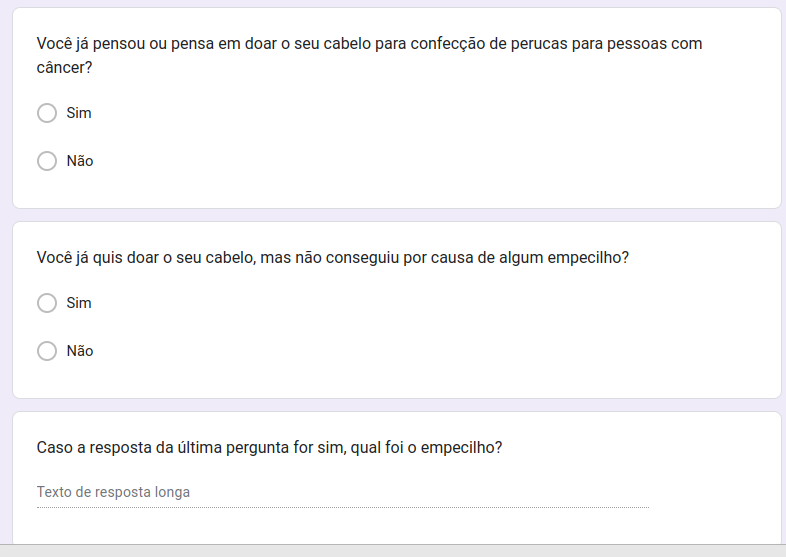 Você já pensou ou pensa em doar o seu cabelo para confecção de perucas para pessoas com
câncer?
Sim
Não
Você já quis doar o seu cabelo, mas não conseguiu por causa de algum empecilho?
Sim
Não
Caso a resposta da última pergunta for sim, qual foi o empecilho?
Texto de resposta longa